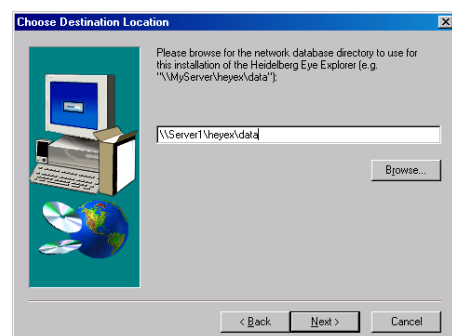 Choose Destination Location
Please browse for the network database directory to use for
this installation of the Heidelberg Eye Explorer (e.g.
"\\MyServer\heyex\data"):
\\Server1\heyex\data
Browse...
< Back
Next >
Cancel